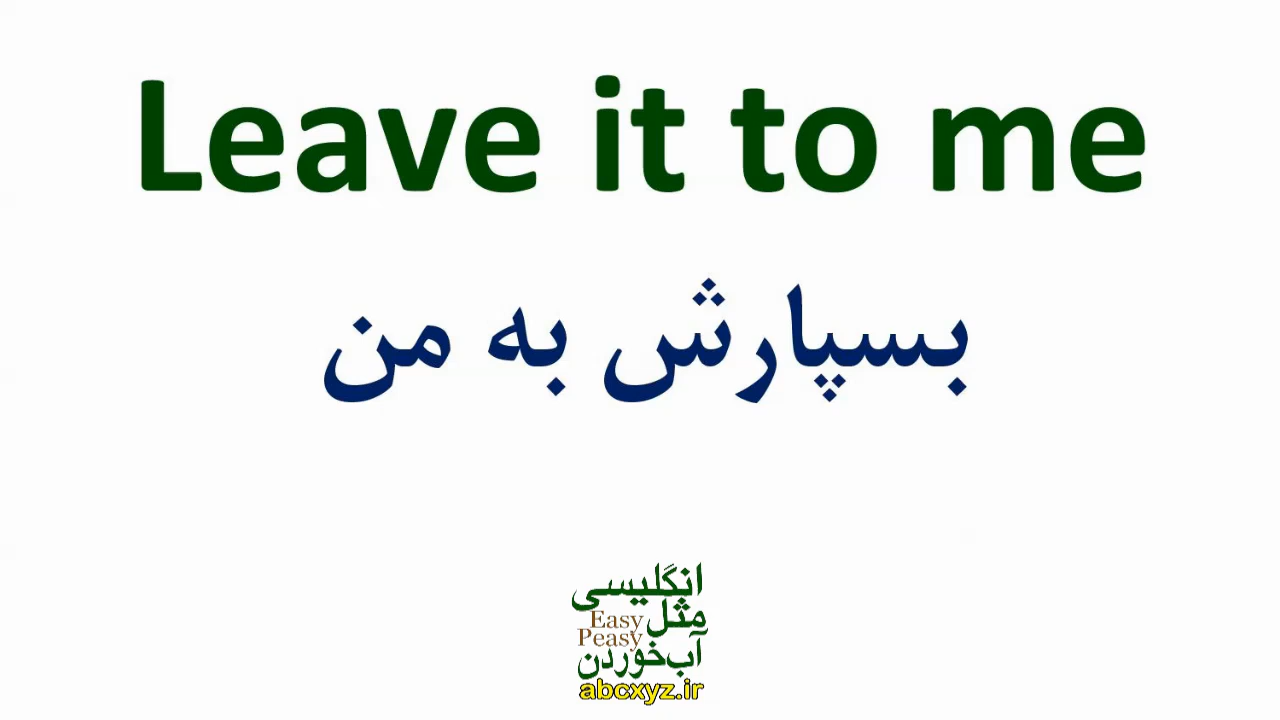 Leave it to me
بسپارش به من
انگلیسی
مثل
Easy
Peasy
آب‌خوردن
abcxyz.ir